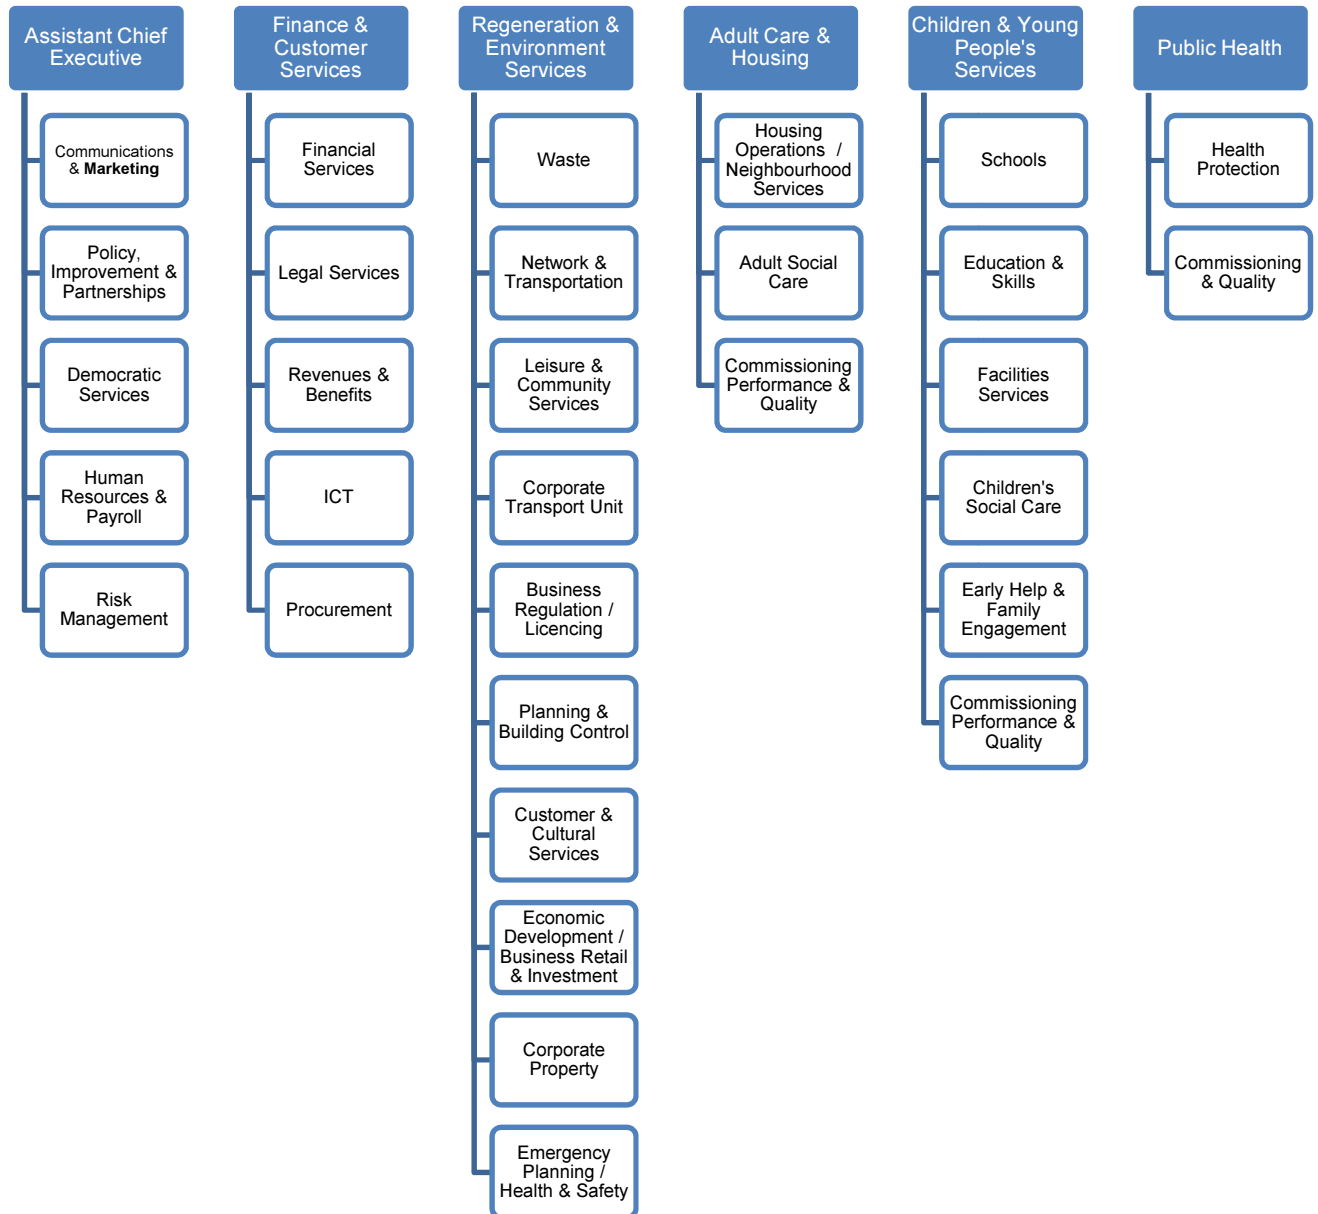 Assistant Chief
Executive
Communications
& Marketing
Policy,
Improvement &
Partnerships
Democratic
Services
Human
Resources &
Payroll
Risk
Management
Finance &
Customer
Services
Financial
Services
Legal Services
Revenues &
Benefits
ICT
Procurement
Regeneration &
Environment
Services
Waste
Network &
Transportation
Leisure &
Community
Services
Corporate
Transport Unit
Business
Regulation /
Licencing
Planning &
Building Control
Customer &
Cultural
Services
Economic
Development /
Business Retail
& Investment
Corporate
Property
Emergency
Planning /
Health & Safety
Adult Care &
Housing
Housing
Operations /
Neighbourhood
Services
Adult Social
Care
Commissioning
Performance &
Quality
Children & Young
People's
Services
Schools
Education &
Skills
Facilities
Services
Children's
Social Care
Early Help &
Family
Engagement
Commissioning
Performance &
Quality
Public Health
Health
Protection
Commissioning
& Quality